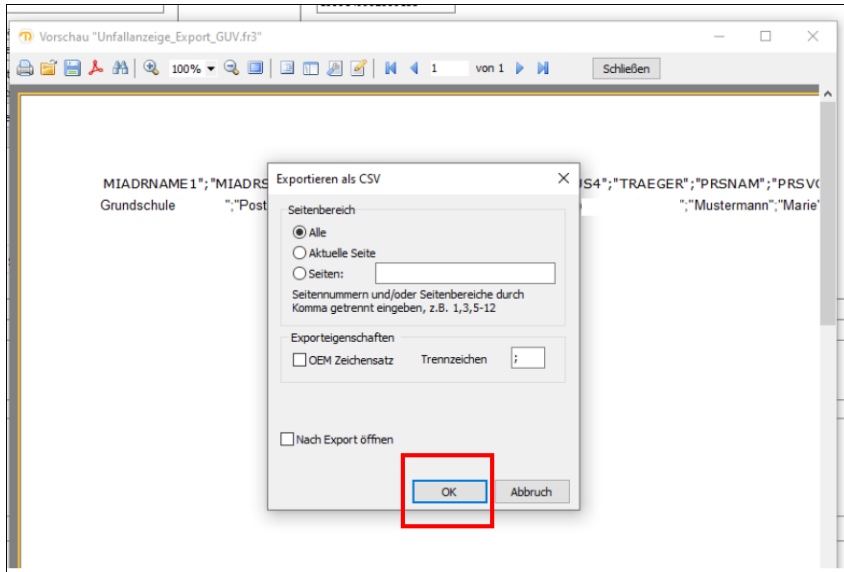 Vorschau "Unfallanzeige_Export_GUV.fr3"
100% 1 von 1 Schließen
Exportieren als CSV
MIADRNAME1";"MIADRS JS4";"TRAEGER";"PRSNAM";"PRSV
Grundschule ";"Post ";"Mustermann";"Marie"
Seitenbereich
Alle
Aktuelle Seite
Seiten:
Seitennummern und/oder Seitenbereiche durch
Komma getrennt eingeben, z.B. 1,3,5-12
Exporteigenschaften
OEM Zeichensatz Trennzeichen ;
Nach Export öffnen
OK Abbruch